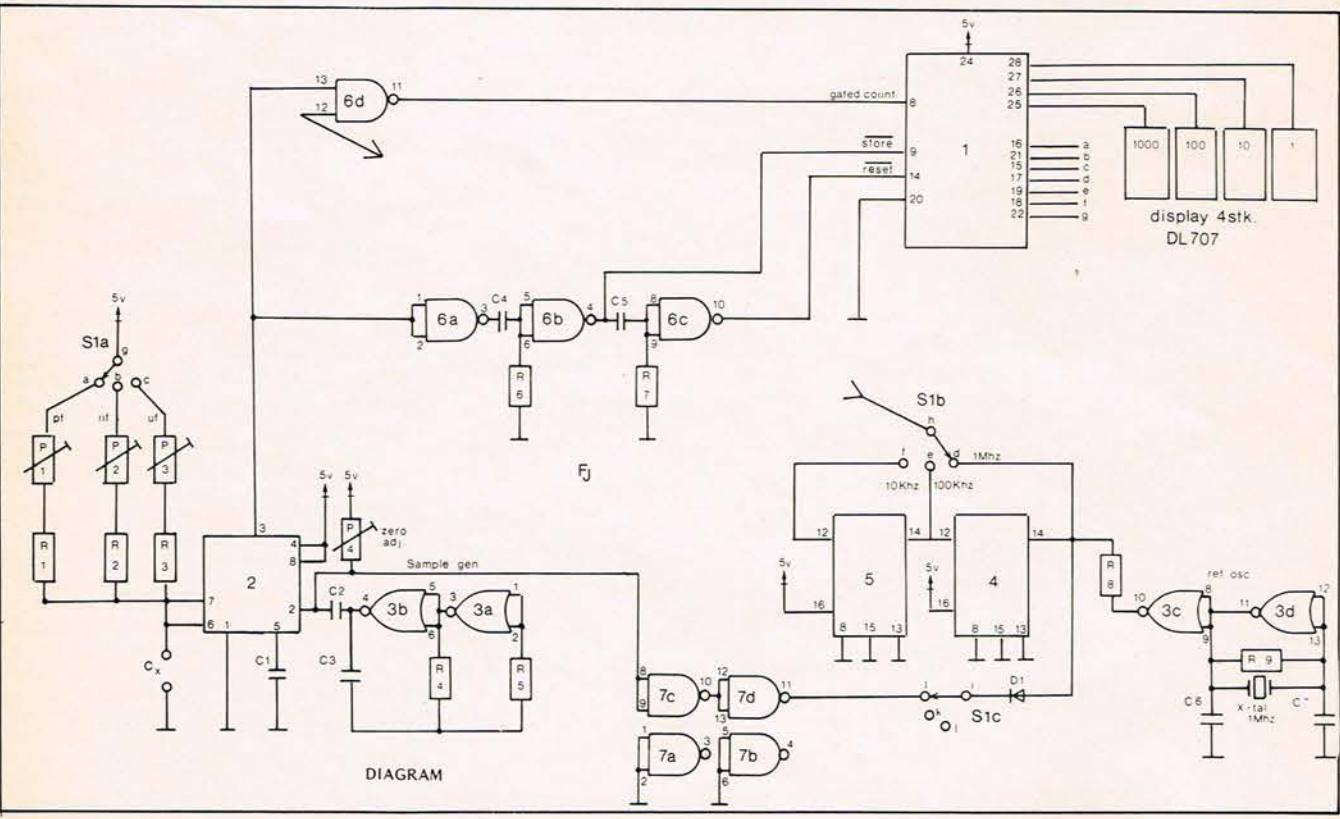 5v
24
28
27
26
25
13
12
6d
11
gated count.
8
store
9
reset
14
20
1
16 a
21 b
15 c
17 d
19 e
18 f
22 g
1000
100
10
1
display 4stk.
DL707
1
2
6a
3
C4
5
6
6b
4
C5
8
9
6c
10
R
6
R
7
5v
S1a
g
a
b
c
pf
nf
uf
P
1
P
2
P
3
R
1
R
2
R
3
3
2
4
8
2
7
6
1
5
Cx
C1
5v
5v
P
4
zero
adj.
Sample gen
C2
C3
4
3b
5
6
3
3a
1
2
R
4
R
5
FJ
S1b
h
f
e
d
1Mhz
10Khz
100Khz
12
5
14
5v
16
8
15
13
12
4
14
5v
16
8
15
13
R
8
ref osc
10
3c
8
9
11
3d
12
13
R 9
C6
X-tal
1Mhz
C7
8
9
7c
10
12
13
7d
11
S1c
D1
k
1
2
7a
3
5
6
7b
4
DIAGRAM